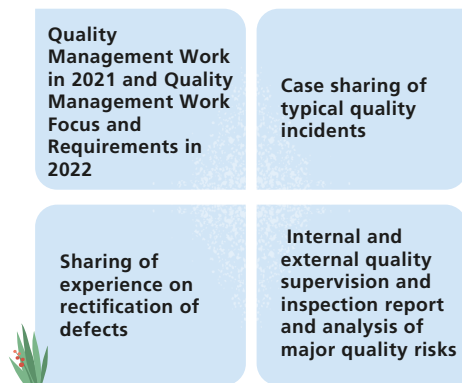 Quality
Management Work
in 2021 and Quality
Management Work
Focus and
Requirements in
2022
Case sharing of
typical quality
incidents
Sharing of
experience on
rectification of
defects
Internal and
external quality
supervision and
inspection report
and analysis of
major quality risks